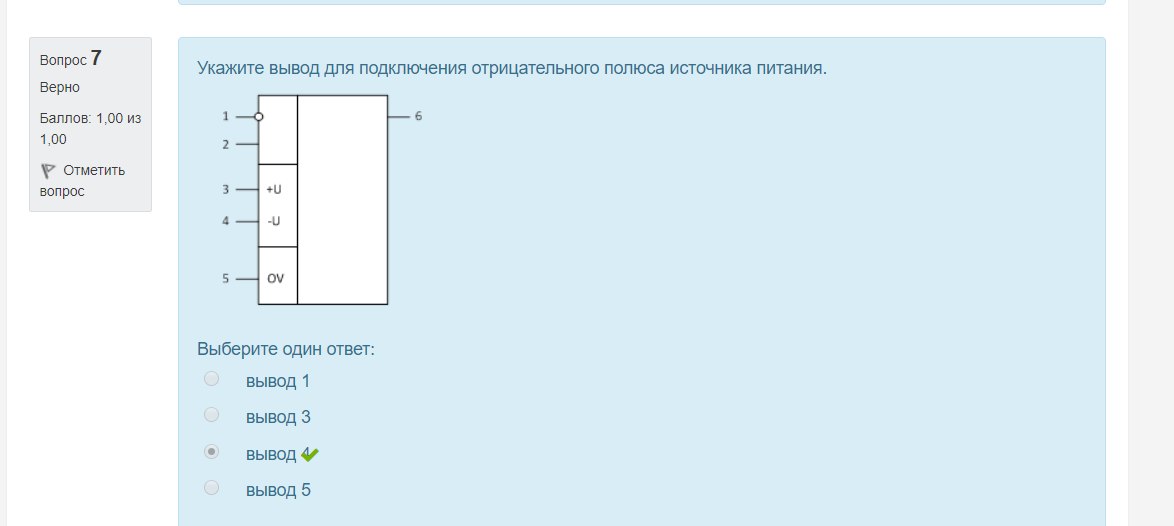 Вопрос 7
Верно
Баллов: 1,00 из
1,00
Отметить
вопрос
Укажите вывод для подключения отрицательного полюса источника питания.
1
6
2
3 +U
4 -U
5 OV
Выберите один ответ:
вывод 1
вывод 3
вывод 4
вывод 5